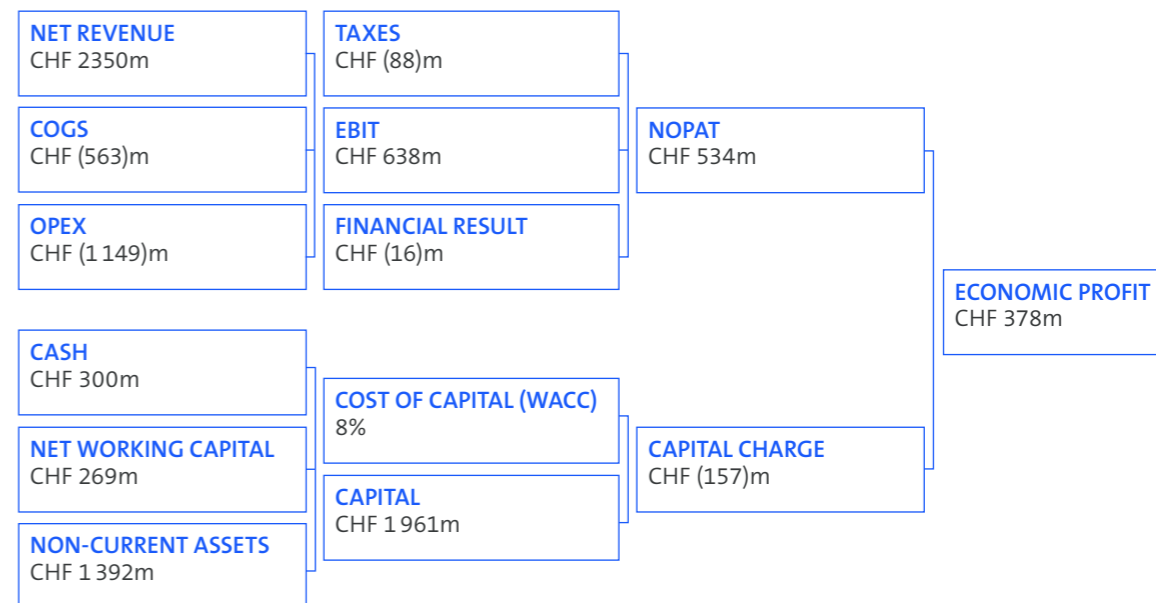 NET REVENUE
CHF 2350m
COGS
CHF (563)m
OPEX
CHF (1 149)m
TAXES
CHF (88)m
EBIT
CHF 638m
FINANCIAL RESULT
CHF (16)m
NOPAT
CHF 534m
ECONOMIC PROFIT
CHF 378m
CASH
CHF 300m
NET WORKING CAPITAL
CHF 269m
NON-CURRENT ASSETS
CHF 1 392m
COST OF CAPITAL (WACC)
8%
CAPITAL
CHF 1 961m
CAPITAL CHARGE
CHF (157)m